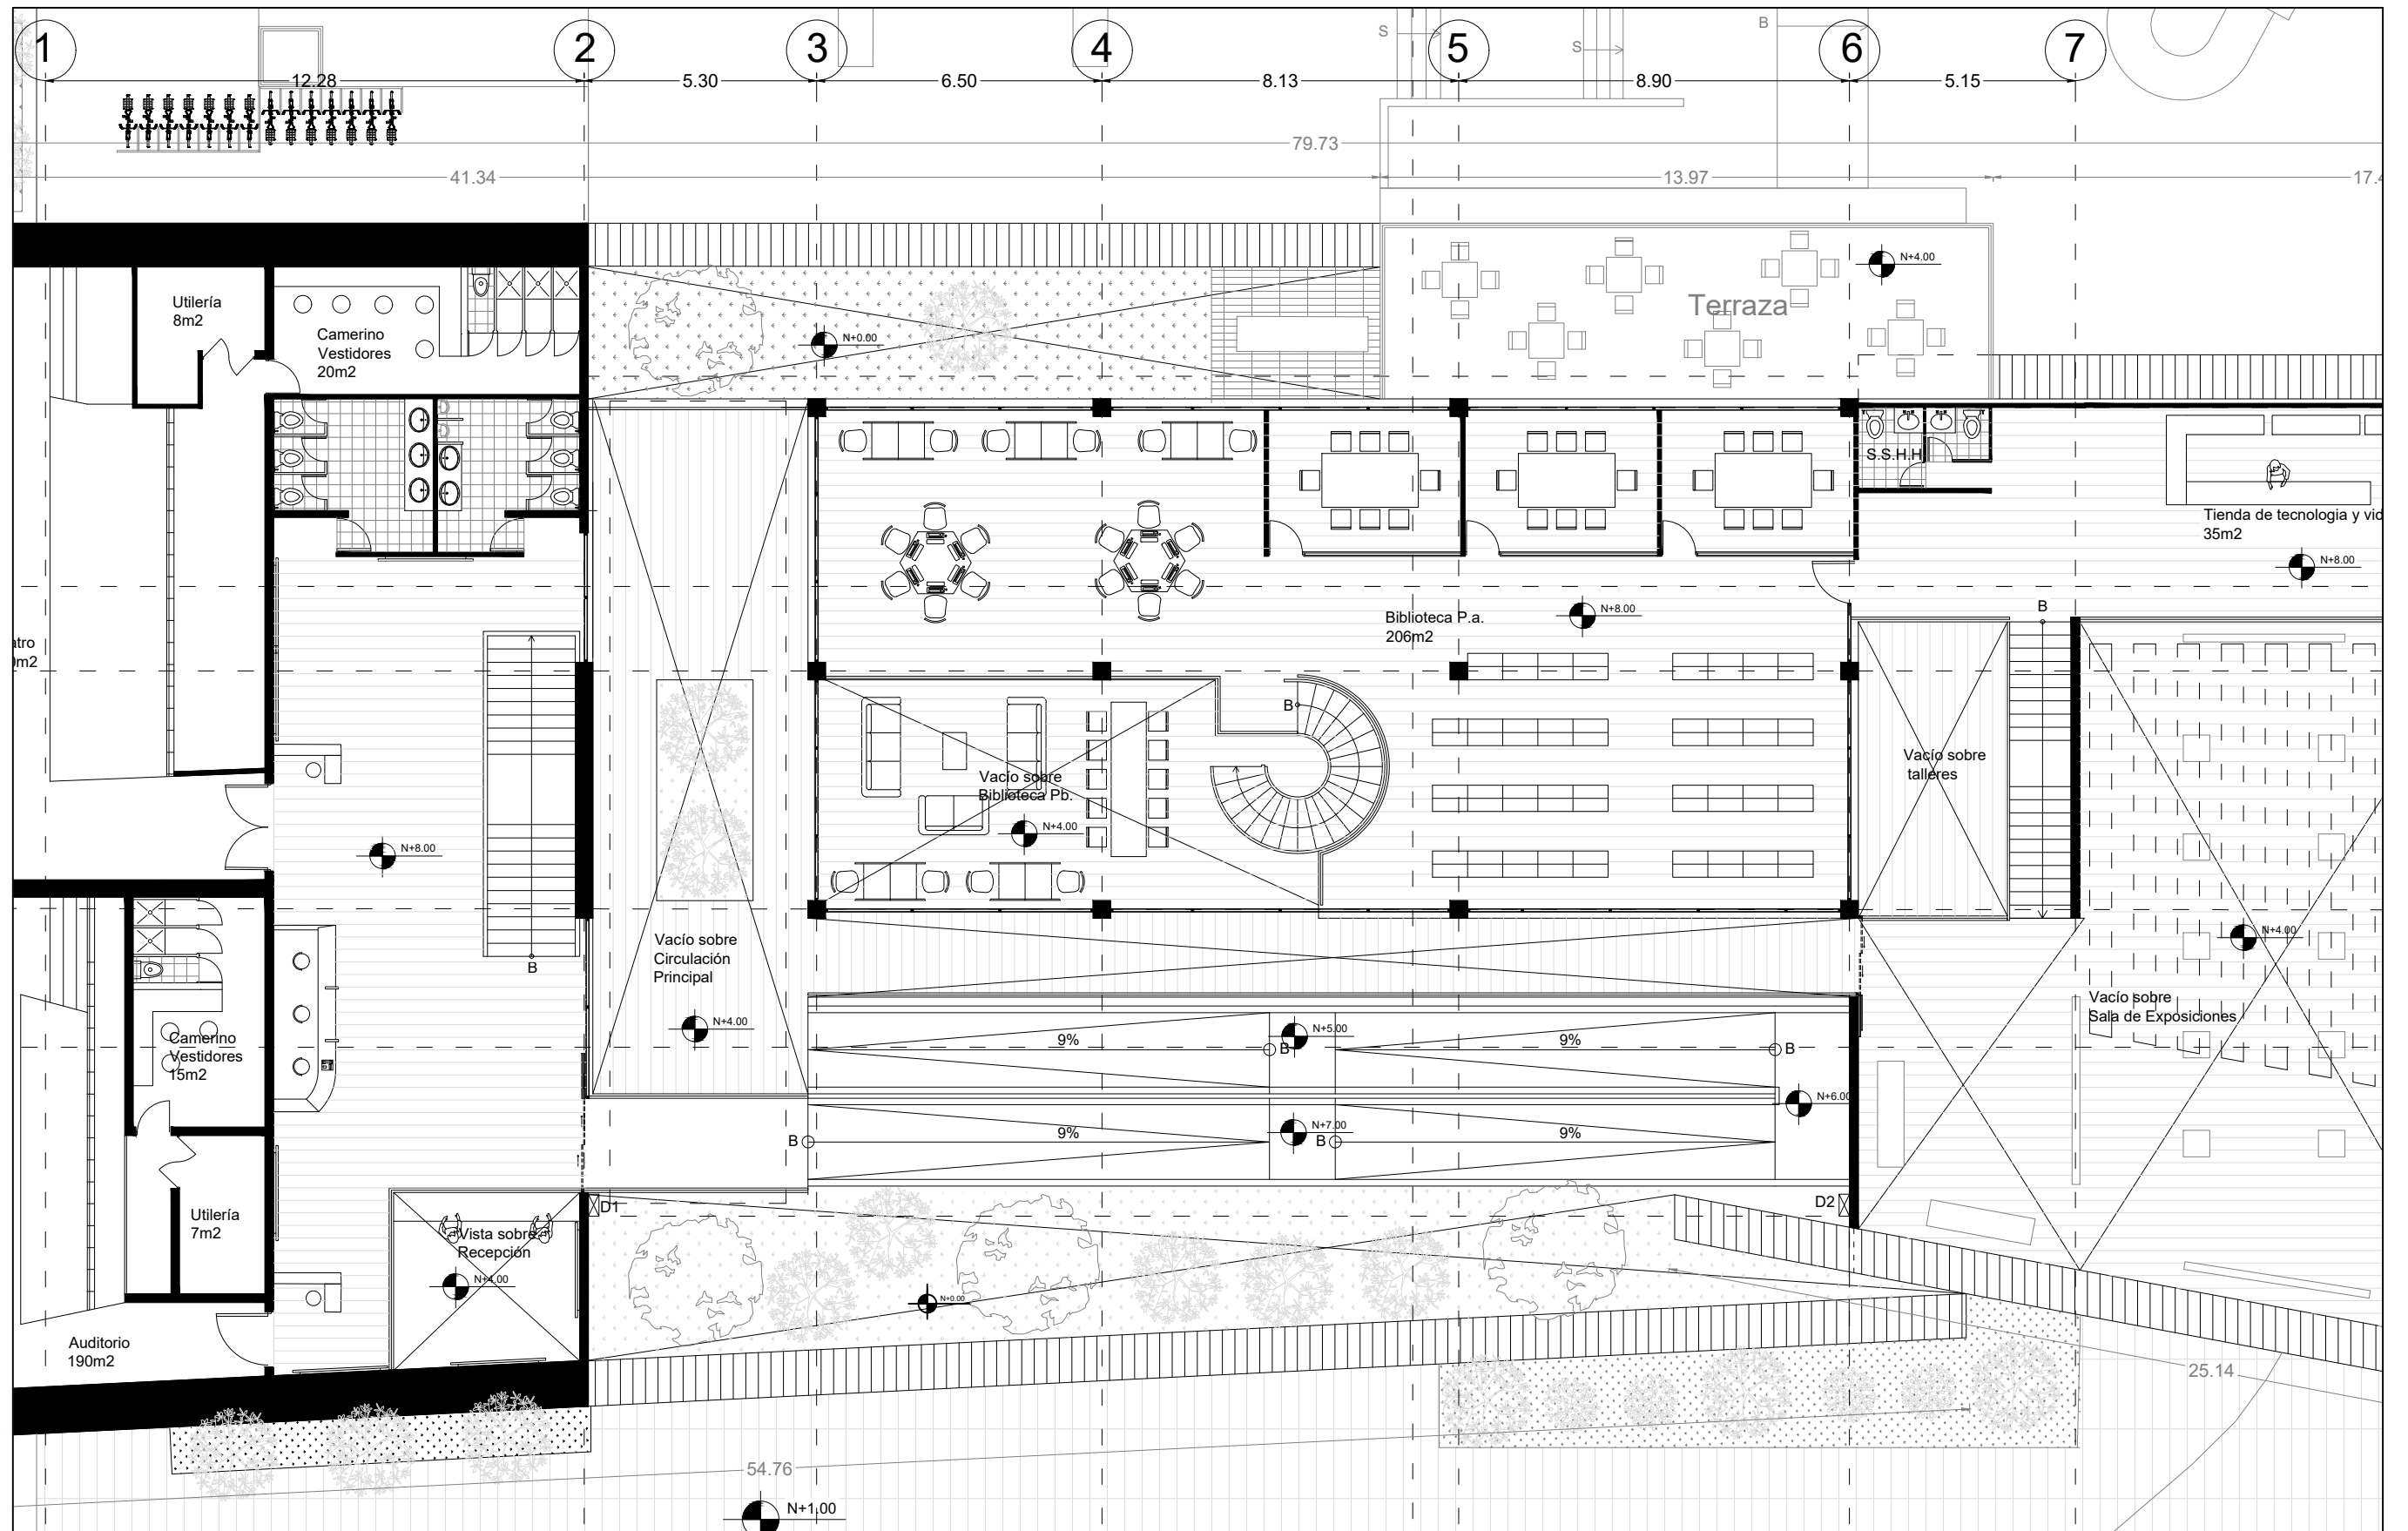 1
2
3
4
5
6
7
12.28
5.30
6.50
8.13
8.90
5.15
S
S
B
79.73
41.34
13.97
17.4
Utilería
8m2
Camerino
Vestidores
20m2
N+0.00
Terraza
N+4.00
S.S.H.H
Tienda de tecnologia y vid
35m2
N+8.00
Biblioteca P.a.
206m2
N+8.00
B
atro
0m2
B
Vacío sobre
Biblioteca Pb.
N+4.00
Vacío sobre
talleres
N+8.00
B
Vacío sobre
Circulación
Principal
N+4.00
N+4.00
Vacío sobre
Sala de Exposiciones
Camerino
Vestidores
15m2
9%
B
N+5.00
9%
B
N+6.00
B
9%
N+7.00
B
9%
D1
D2
Utilería
7m2
Vista sobre
Recepción
N+4.00
N+0.00
Auditorio
190m2
25.14
54.76
N+1.00